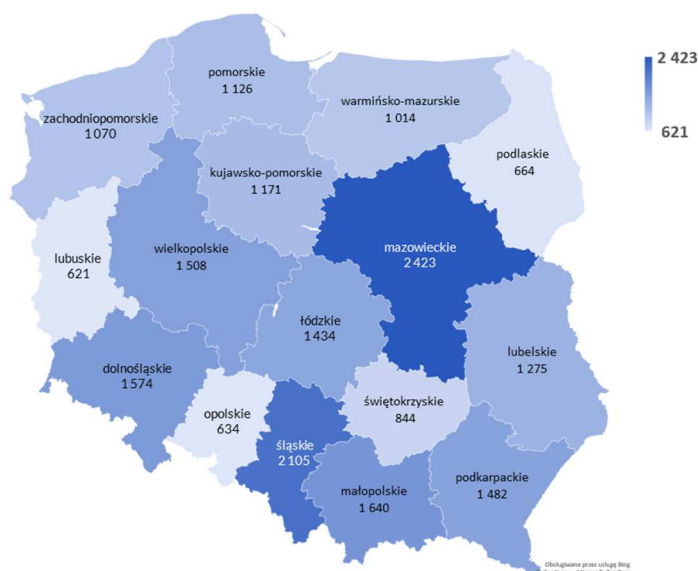 pomorskie
1 126
warmińsko-mazurskie
1 014
zachodniopomorskie
1 070
podlaskie
664
kujawsko-pomorskie
1 171
mazowieckie
2 423
wielkopolskie
1 508
lubuskie
621
łódzkie
1 434
lubelskie
1 275
dolnośląskie
1 574
opolskie
634
świętokrzyskie
844
śląskie
2 105
małopolskie
1 640
podkarpackie
1 482
2 423
621
Obsługiwane przez usługę Bing